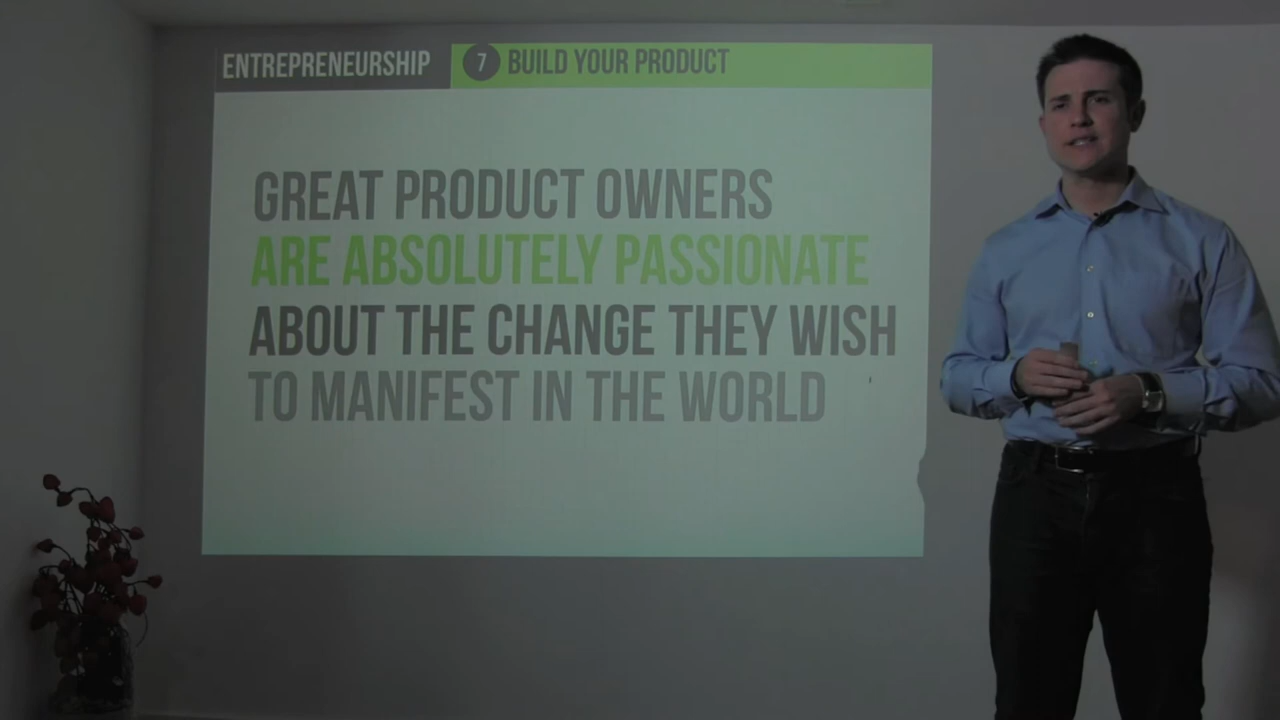 ENTREPRENEURSHIP
7 BUILD YOUR PRODUCT
GREAT PRODUCT OWNERS
ARE ABSOLUTELY PASSIONATE
ABOUT THE CHANGE THEY WISH
TO MANIFEST IN THE WORLD